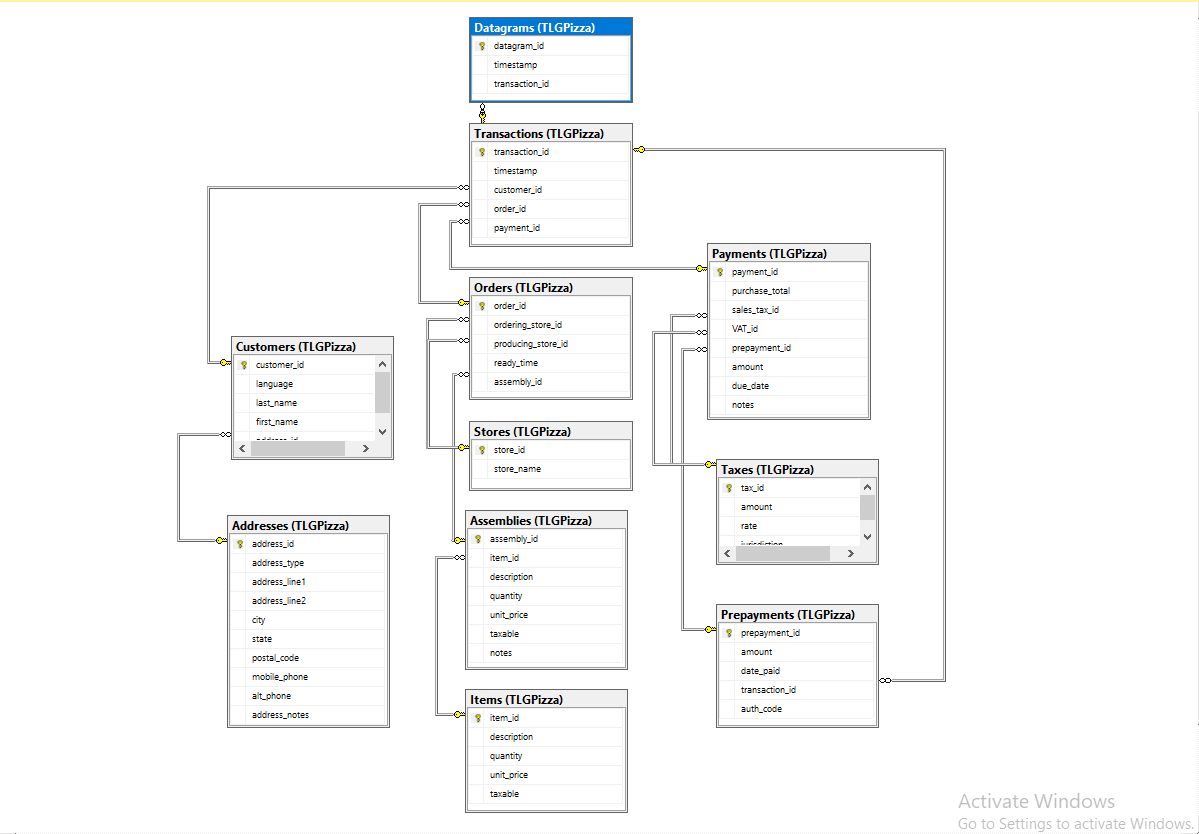 Datagrams (TLGPizza)
datagram_id
timestamp
transaction_id
Transactions (TLGPizza)
transaction_id
timestamp
customer_id
order_id
payment_id
Payments (TLGPizza)
payment_id
purchase_total
sales_tax_id
VAT_id
prepayment_id
amount
due_date
notes
Orders (TLGPizza)
order_id
ordering_store_id
producing_store_id
ready_time
assembly_id
Customers (TLGPizza)
customer_id
language
last_name
first_name
address_id
Stores (TLGPizza)
store_id
store_name
Taxes (TLGPizza)
tax_id
amount
rate
jurisdiction
Addresses (TLGPizza)
address_id
address_type
address_line1
address_line2
city
state
postal_code
mobile_phone
alt_phone
address_notes
Assemblies (TLGPizza)
assembly_id
item_id
description
quantity
unit_price
taxable
notes
Prepayments (TLGPizza)
prepayment_id
amount
date_paid
transaction_id
auth_code
Items (TLGPizza)
item_id
description
quantity
unit_price
taxable
Activate Windows
Go to Settings to activate Windows.